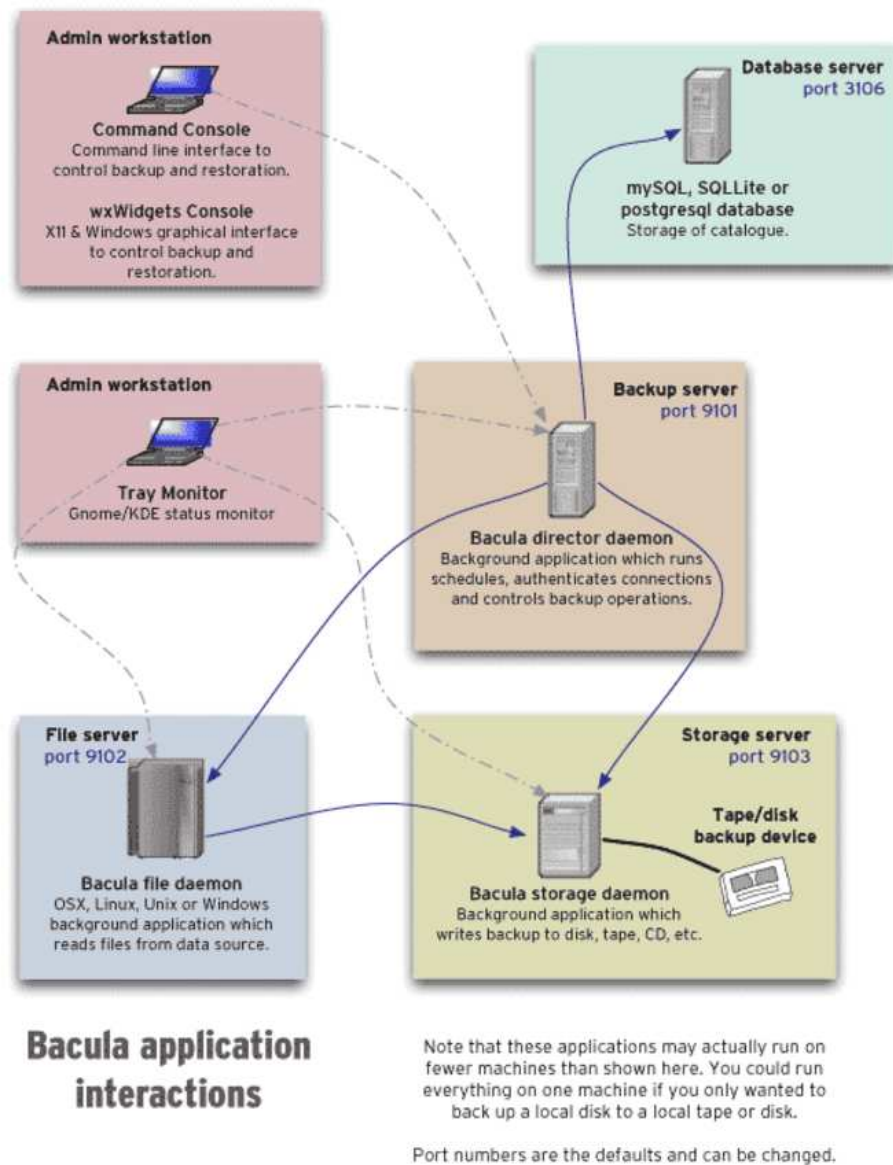 Admin workstation
Command Console
Command line interface to
control backup and restoration.
wxWidgets Console
X11 & Windows graphical interface
to control backup and
restoration.
Database server
port 3106
mySQL, SQLLite or
postgresql database
Storage of catalogue.
Admin workstation
Tray Monitor
Gnome/KDE status monitor
Backup server
port 9101
Bacula director daemon
Background application which runs
schedules, authenticates connections
and controls backup operations.
File server
port 9102
Bacula file daemon
OSX, Linux, Unix or Windows
background application which
reads files from data source.
Storage server
port 9103
Tape/disk
backup device
Bacula storage daemon
Background application which
writes backup to disk, tape, CD, etc.
Bacula application
interactions
Note that these applications may actually run on
fewer machines than shown here. You could run
everything on one machine if you only wanted to
back up a local disk to a local tape or disk.
Port numbers are the defaults and can be changed.